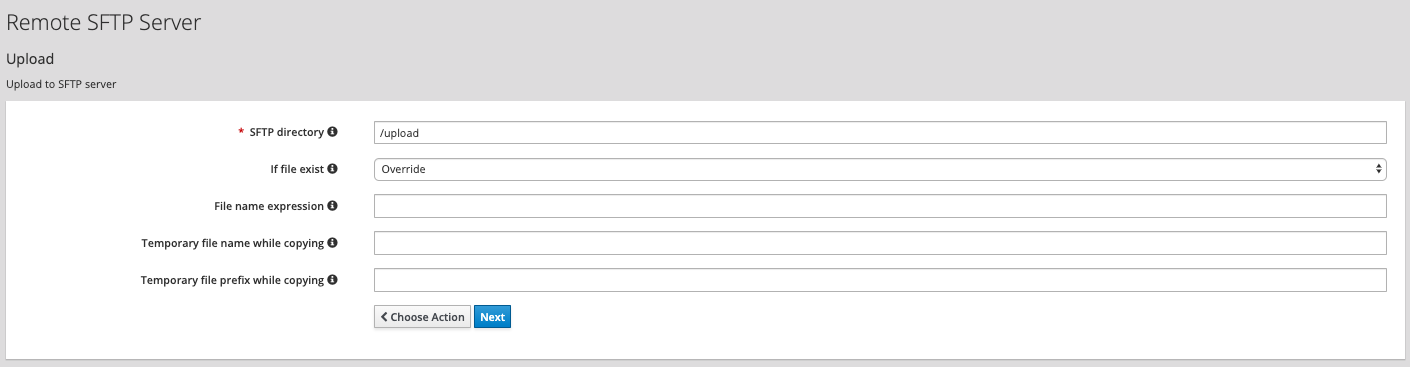 Remote SFTP Server
Upload
Upload to SFTP server
* SFTP directory
/upload
If file exist
Override
File name expression
Temporary file name while copying
Temporary file prefix while copying
Choose Action
Next